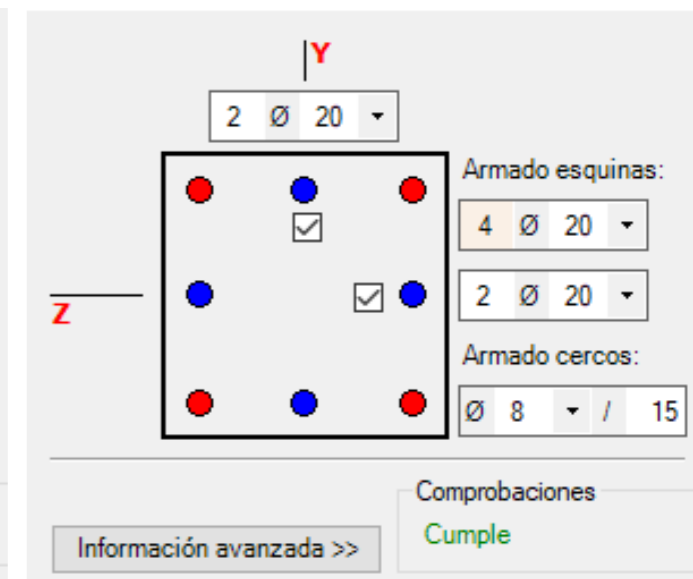 Y
2 Ø 20
Armado esquinas:
4 Ø 20
Z
2 Ø 20
Armado cercos:
Ø 8 / 15
Comprobaciones
Cumple
Información avanzada >>